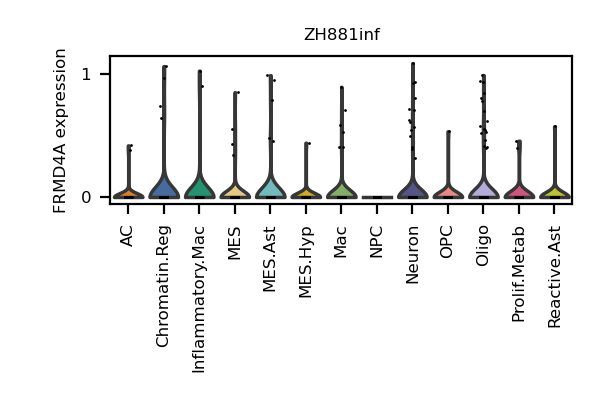 ZH881inf
FRMD4A expression
1
0
AC
Chromatin.Reg
Inflammatory.Mac
MES
MES.Ast
MES.Hyp
Mac
NPC
Neuron
OPC
Oligo
Prolif.Metab
Reactive.Ast